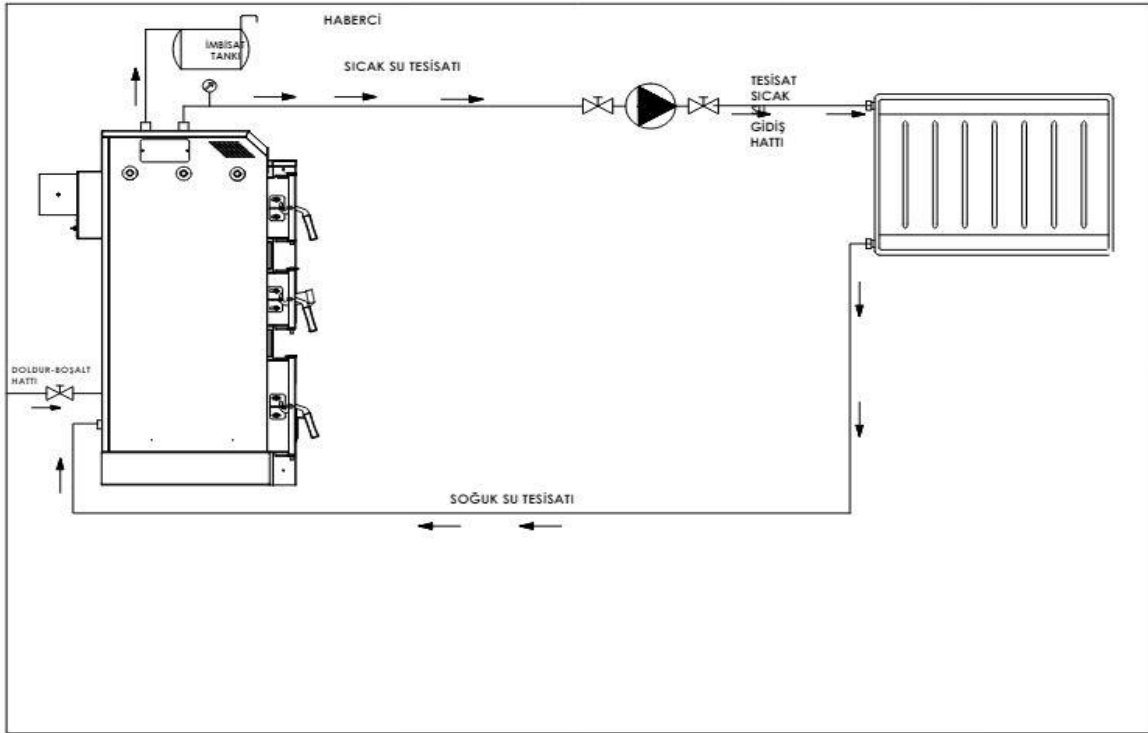 HABERCİ
İMBİSAT
TANKI
SICAK SU TESİSATI
TESİSAT
SICAK
SU
GİDİŞ
HATTI
DOLDUR-BOŞALT
HATTI
SOĞUK SU TESİSATI